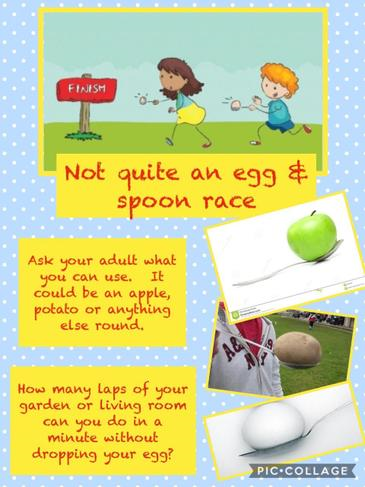 FINISH
Not quite an egg &
spoon race
Ask your adult what
you can use. It
could be an apple,
potato or anything
else round.
How many laps of your
garden or living room
can you do in a
minute without
dropping your egg?
PIC•COLLAGE